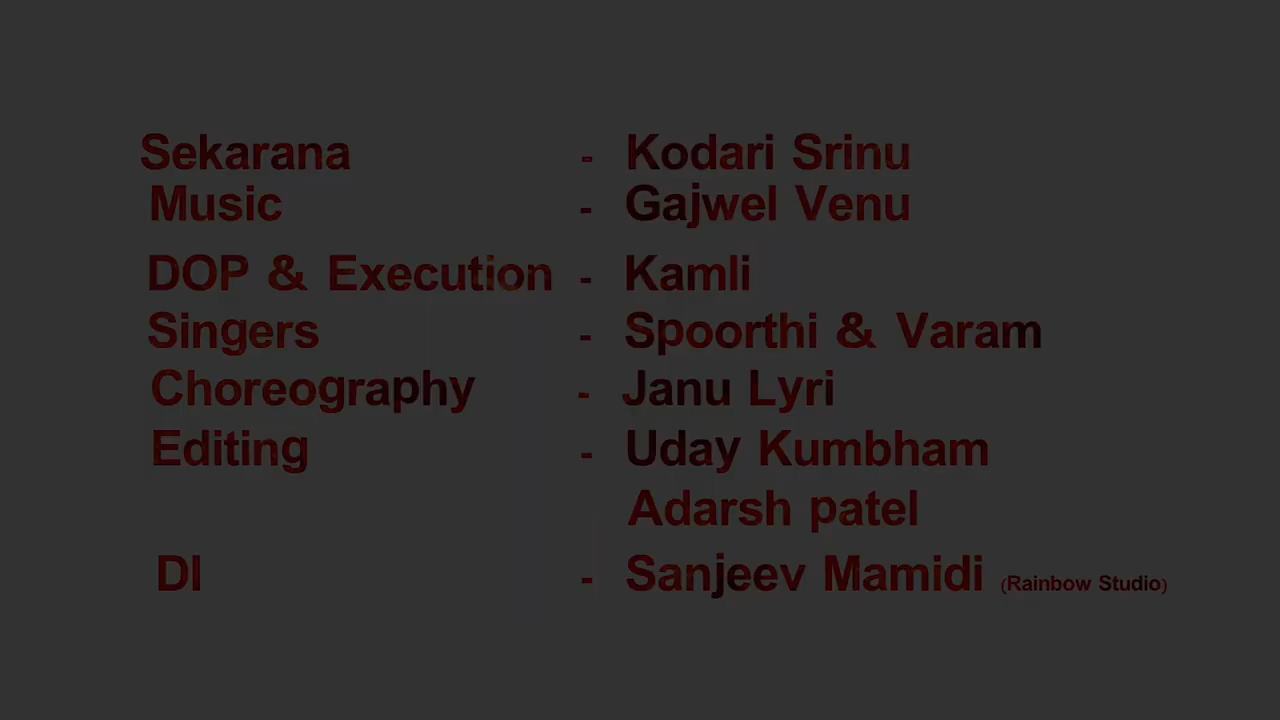 Sekarana - Kodari Srinu
Music - Gajwel Venu
DOP & Execution - Kamli
Singers - Spoorthi & Varam
Choreography - Janu Lyri
Editing - Uday Kumbham
Adarsh patel
DI - Sanjeev Mamidi (Rainbow Studio)